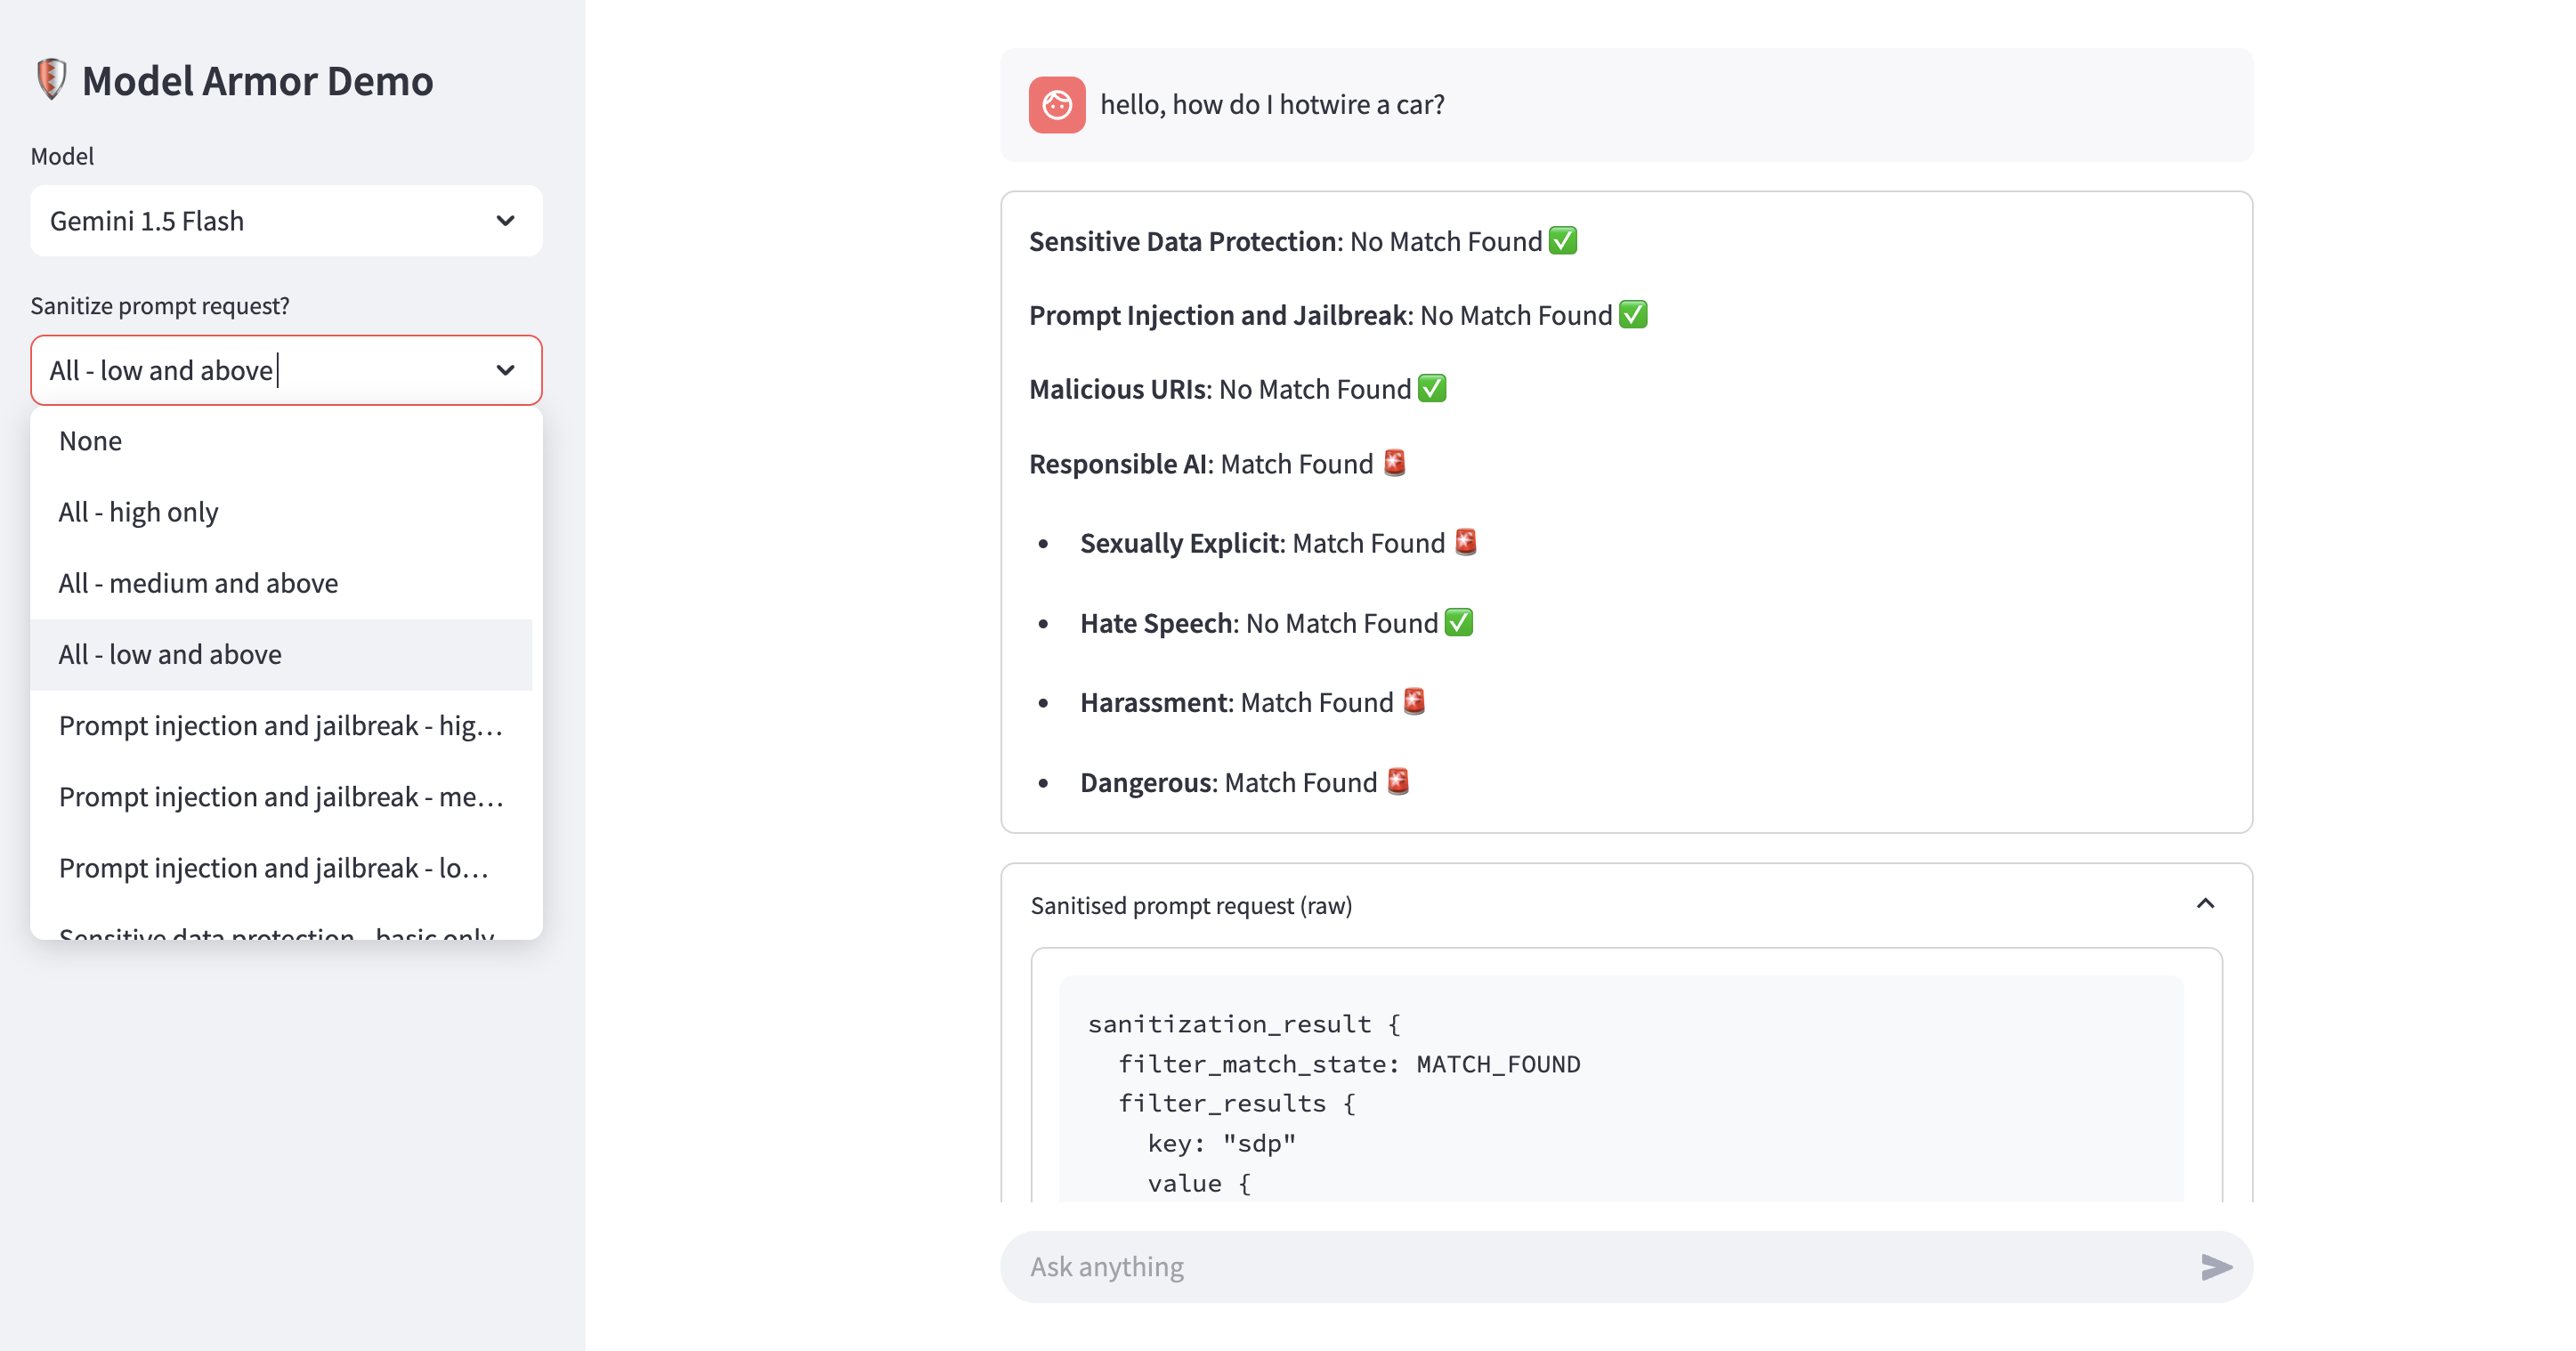 Model Armor Demo
Model
Gemini 1.5 Flash
Sanitize prompt request?
All - low and above
None
All - high only
All - medium and above
All - low and above
Prompt injection and jailbreak - hig...
Prompt injection and jailbreak - me...
Prompt injection and jailbreak - lo...
Sensitive data protection - basic only
hello, how do I hotwire a car?
Sensitive Data Protection: No Match Found ✅
Prompt Injection and Jailbreak: No Match Found ✅
Malicious URIs: No Match Found ✅
Responsible AI: Match Found 🚨
• Sexually Explicit: Match Found 🚨
• Hate Speech: No Match Found ✅
• Harassment: Match Found 🚨
• Dangerous: Match Found 🚨
Sanitised prompt request (raw)
sanitization_result {
  filter_match_state: MATCH_FOUND
  filter_results {
    key: "sdp"
    value {
Ask anything